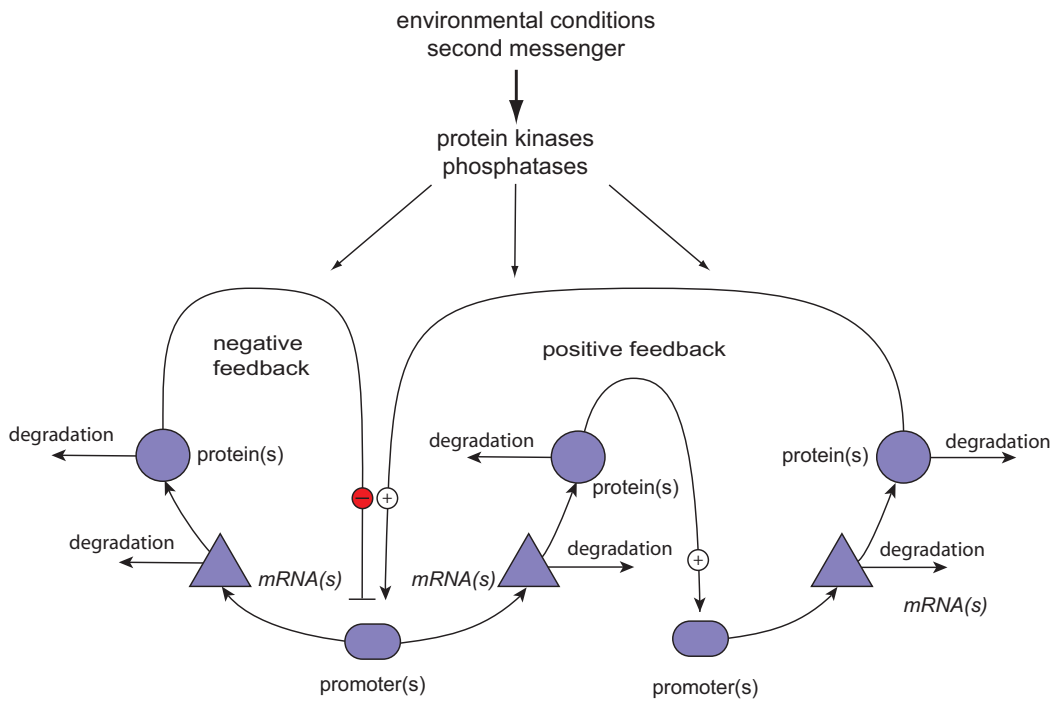 environmental conditions
second messenger
protein kinases
phosphatases
negative
feedback
positive feedback
degradation
protein(s)
degradation
protein(s)
protein(s)
degradation
degradation
mRNA(s)
mRNA(s)
degradation
degradation
mRNA(s)
promoter(s)
promoter(s)